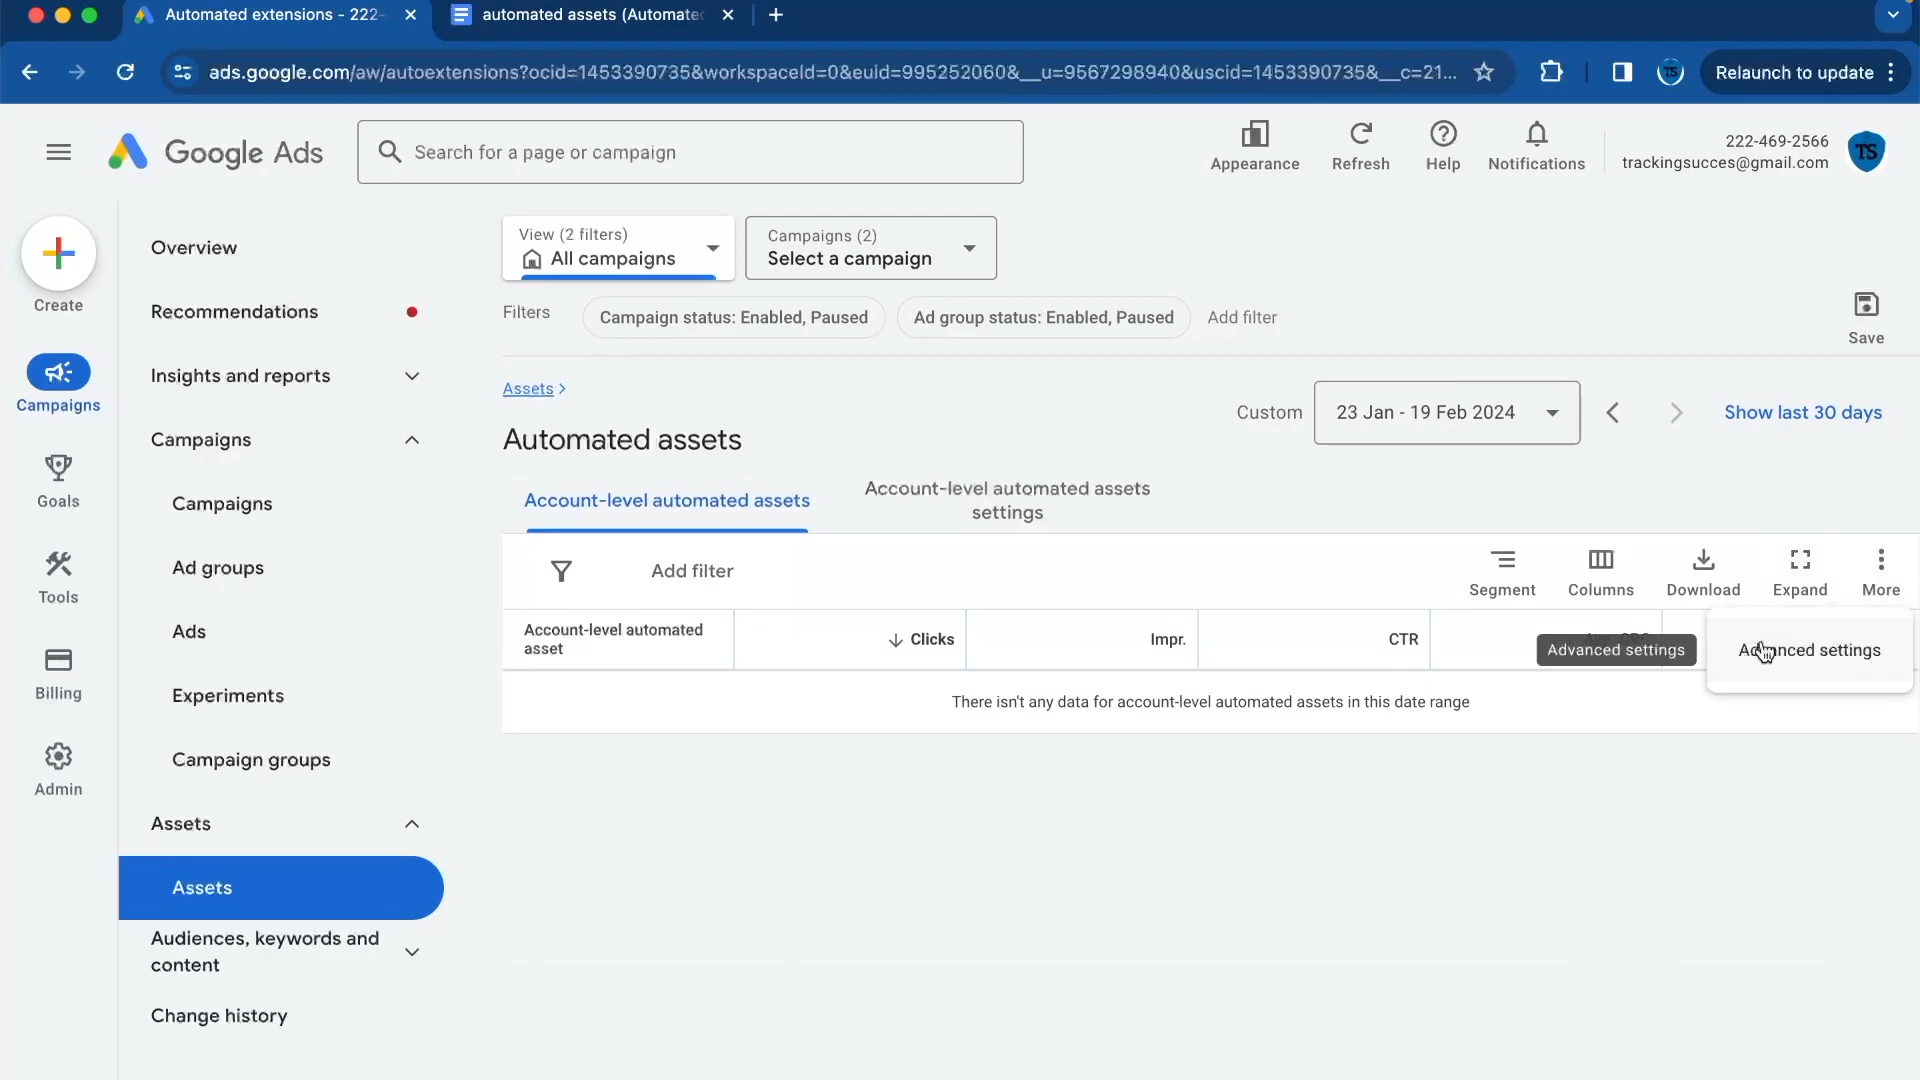 Automated extensions - 222-
automated assets (Automate
ads.google.com/aw/autoextensions?ocid=1453390735&workspaceId=0&euid=995252060&__u=9567298940&uscid=1453390735&__c=21...
TS
Relaunch to update
Google Ads
Search for a page or campaign
Appearance
Refresh
Help
Notifications
222-469-2566
trackingsucces@gmail.com
TS
Create
Campaigns
Goals
Tools
Billing
Admin
Overview
Recommendations
Insights and reports
Campaigns
Campaigns
Ad groups
Ads
Experiments
Campaign groups
Assets
Assets
Audiences, keywords and
content
Change history
View (2 filters)
All campaigns
Campaigns (2)
Select a campaign
Filters
Campaign status: Enabled, Paused
Ad group status: Enabled, Paused
Add filter
Save
Assets
Custom
23 Jan - 19 Feb 2024
Show last 30 days
Automated assets
Account-level automated assets
Account-level automated assets
settings
Add filter
Segment
Columns
Download
Expand
More
Account-level automated
asset
Clicks
Impr.
CTR
Advanced settings
Advanced settings
There isn't any data for account-level automated assets in this date range